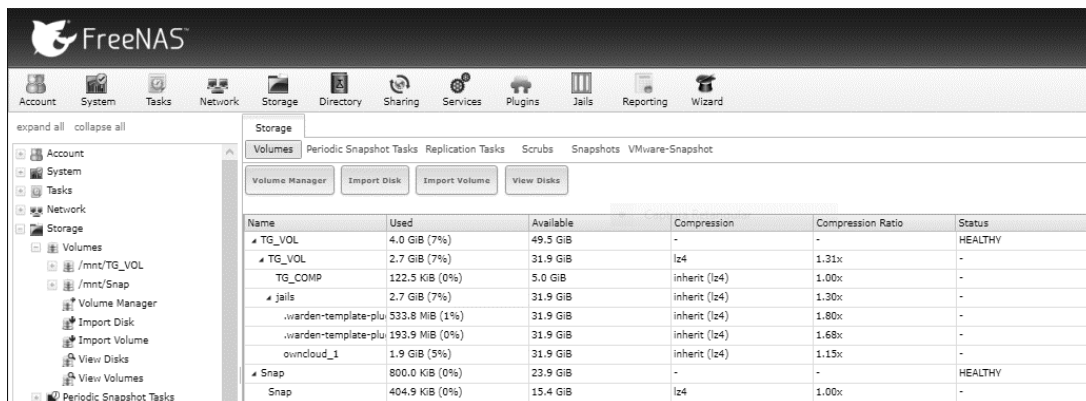 FreeNAS™
Account System Tasks Network Storage Directory Sharing Services Plugins Jails Reporting Wizard
expand all collapse all
Account
System
Tasks
Network
Storage
Volumes
/mnt/TG_VOL
/mnt/Snap
Volume Manager
Import Disk
Import Volume
View Disks
View Volumes
Periodic Snapshot Tasks
Storage
Volumes Periodic Snapshot Tasks Replication Tasks Scrubs Snapshots VMware-Snapshot
Volume Manager Import Disk Import Volume View Disks
Name Used Available Compression Compression Ratio Status
TG_VOL 4.0 GiB (7%) 49.5 GiB - - HEALTHY
TG_VOL 2.7 GiB (7%) 31.9 GiB lz4 1.31x -
TG_COMP 122.5 KiB (0%) 5.0 GiB inherit (lz4) 1.00x -
jails 2.7 GiB (7%) 31.9 GiB inherit (lz4) 1.30x -
.warden-template-plu 533.8 MiB (1%) 31.9 GiB inherit (lz4) 1.80x -
.warden-template-plu 193.9 MiB (0%) 31.9 GiB inherit (lz4) 1.68x -
owncloud_1 1.9 GiB (5%) 31.9 GiB inherit (lz4) 1.15x -
Snap 800.0 KiB (0%) 23.9 GiB - - HEALTHY
Snap 404.9 KiB (0%) 15.4 GiB lz4 1.00x -